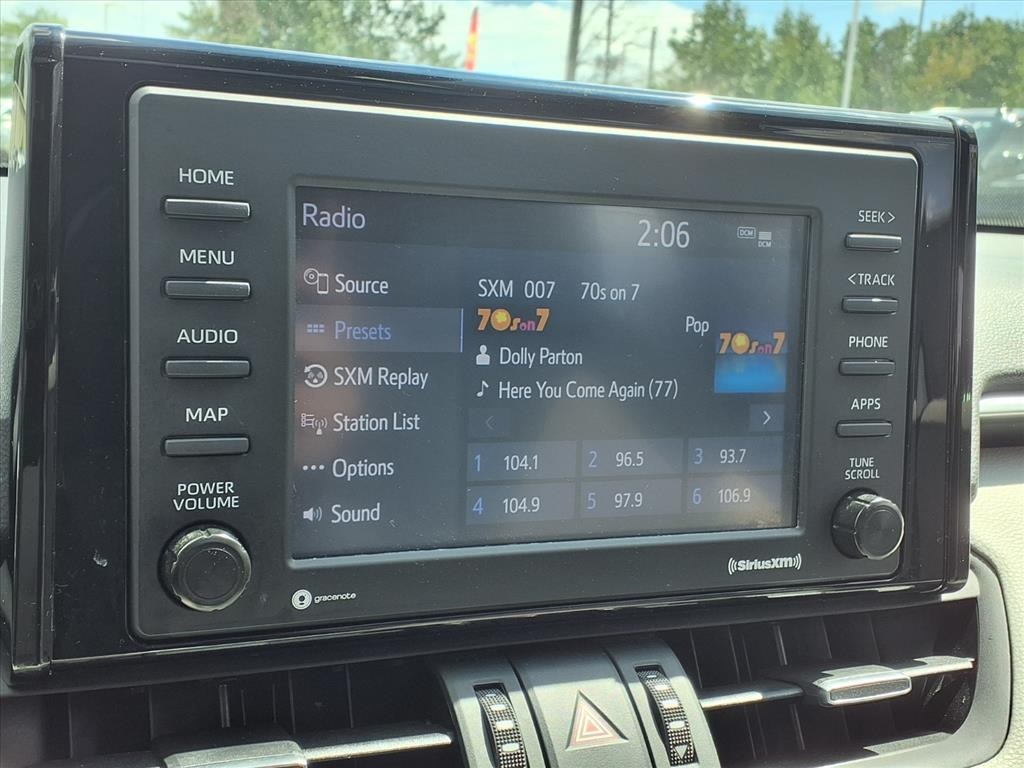 HOME
MENU
AUDIO
MAP
POWER
VOLUME
Radio
2:06
DCM
DCM
Source
Presets
SXM Replay
Station List
Options
Sound
SXM 007 70s on 7
70s on 7
Pop
70s on 7
Dolly Parton
Here You Come Again (77)
<
>
1 104.1
2 96.5
3 93.7
4 104.9
5 97.9
6 106.9
SEEK >
< TRACK
PHONE
APPS
TUNE
SCROLL
gracenote
((SiriusXM))